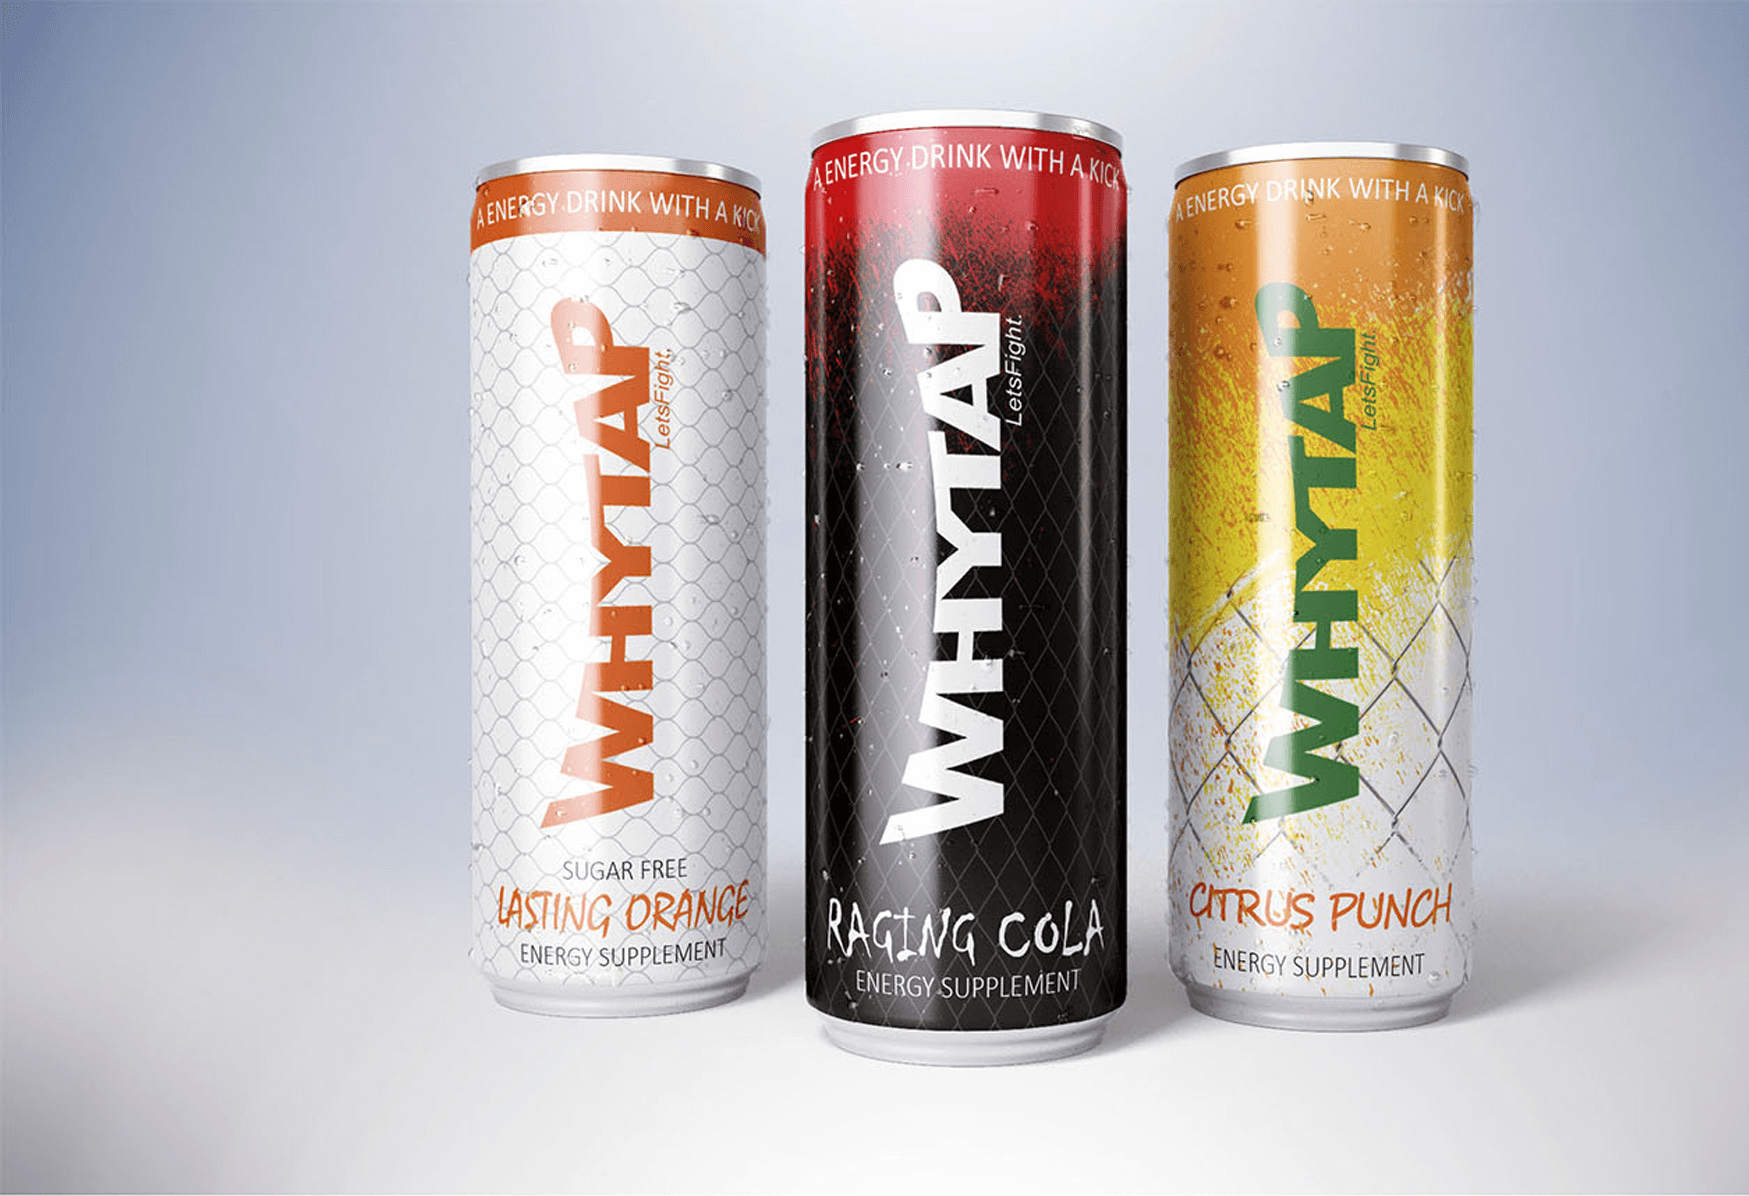 A ENERGY DRINK WITH A KICK
WHYTAP
LetsFight.
SUGAR FREE
LASTING ORANGE
ENERGY SUPPLEMENT
A ENERGY DRINK WITH A KICK
WHYTAP
LetsFight.
RAGING COLA
ENERGY SUPPLEMENT
A ENERGY DRINK WITH A KICK
WHYTAP
LetsFight.
CITRUS PUNCH
ENERGY SUPPLEMENT